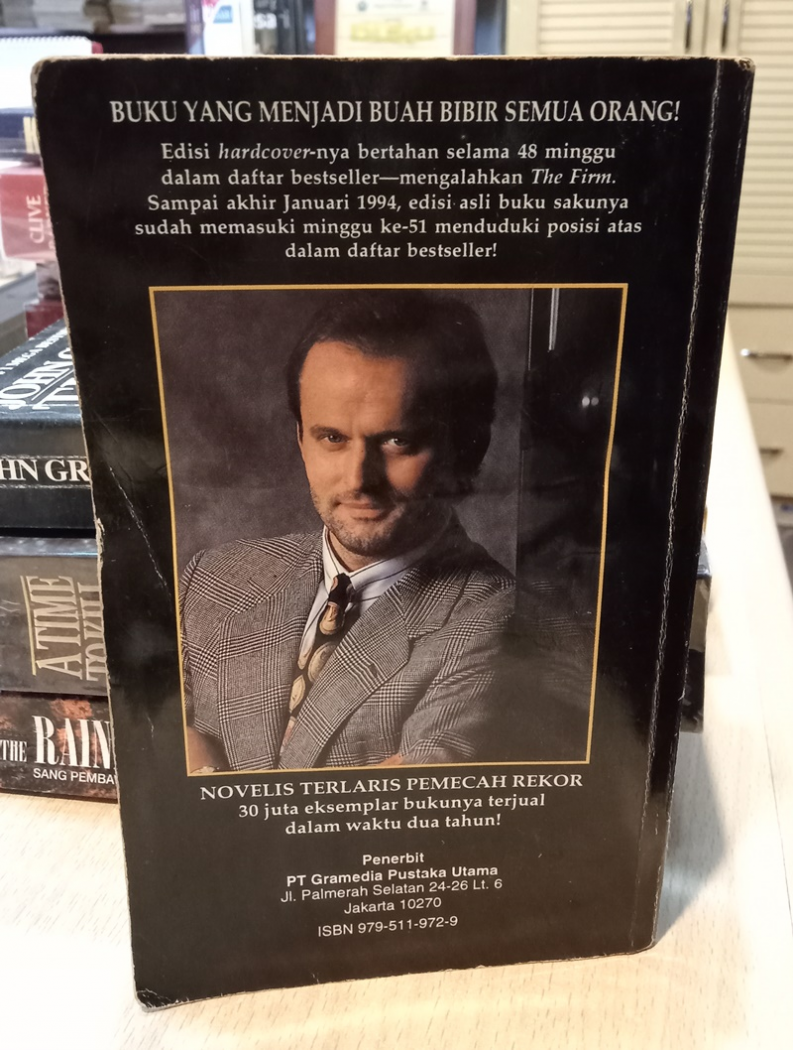 BUKU YANG MENJADI BUAH BIBIR SEMUA ORANG!
Edisi hardcover-nya bertahan selama 48 minggu
dalam daftar bestseller—mengalahkan The Firm.
Sampai akhir Januari 1994, edisi asli buku sakunya
sudah memasuki minggu ke-51 menduduki posisi atas
dalam daftar bestseller!
NOVELIS TERLARIS PEMECAH REKOR
30 juta eksemplar bukunya terjual
dalam waktu dua tahun!
Penerbit
PT Gramedia Pustaka Utama
Jl. Palmerah Selatan 24-26 Lt. 6
Jakarta 10270
ISBN 979-511-972-9
CLIVE
JOHN G
HN GR
A TIME
TO KILL
THE RAIN
SANG PEMBA